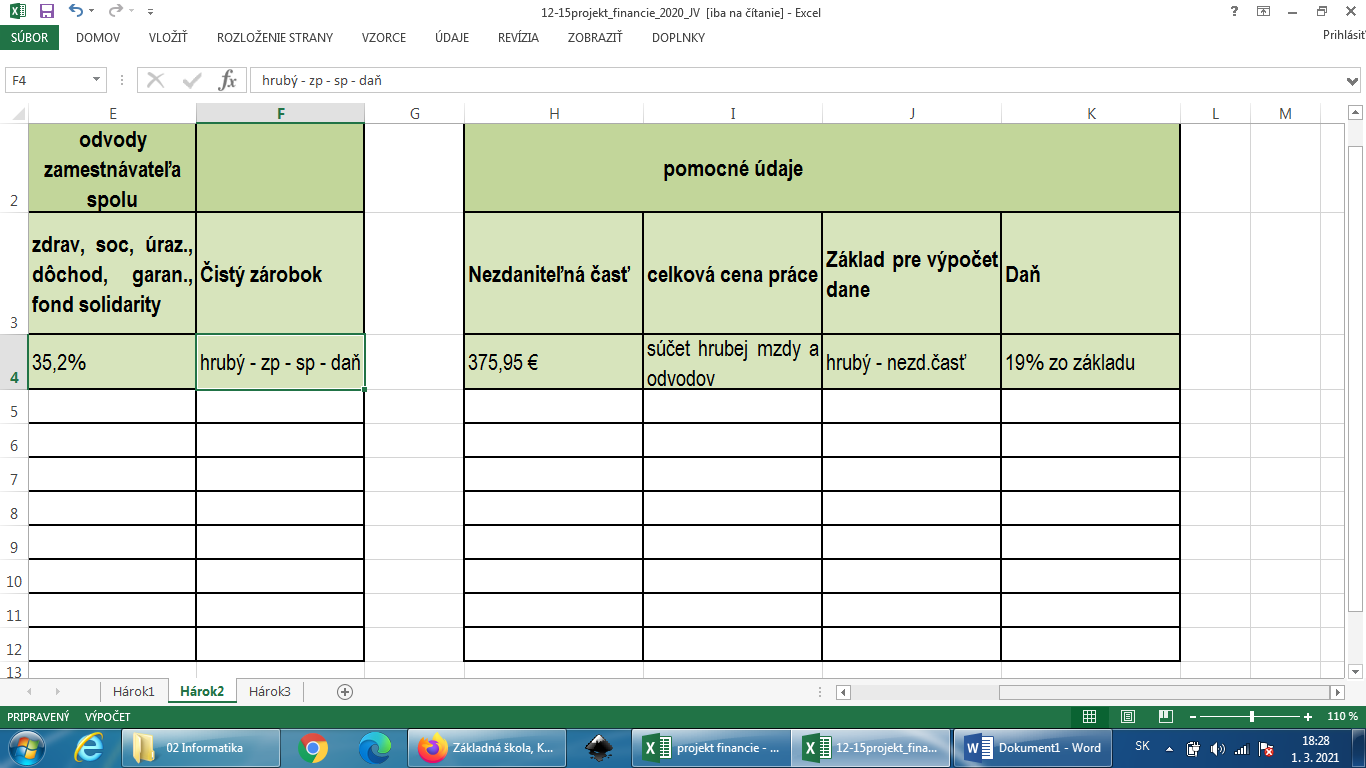 12-15projekt_financie_2020_JV [iba na čítanie] - Excel
SÚBOR DOMOV VLOŽIŤ ROZLOŽENIE STRANY VZORCE ÚDAJE REVÍZIA ZOBRAZIŤ DOPLNKY Prihlásiť
F4 fx hrubý - zp - sp - daň
E F G H I J K L M
odvody
zamestnávateľa
spolu
pomocné údaje
2
zdrav, soc, úraz.,
dôchod, garan.,
fond solidarity
Čistý zárobok
Nezdaniteľná časť
celková cena práce
Základ pre výpočet
dane
Daň
3
35,2%
hrubý - zp - sp - daň
375,95 €
súčet hrubej mzdy a
odvodov
hrubý - nezd.časť
19% zo základu
4
5
6
7
8
9
10
11
12
13
Hárok1 Hárok2 Hárok3
PRIPRAVENÝ VÝPOČET 110 %
02 Informatika Základná škola, K... projekt financie - ... 12-15projekt_fina... Dokument1 - Word SK 18:28
1. 3. 2021